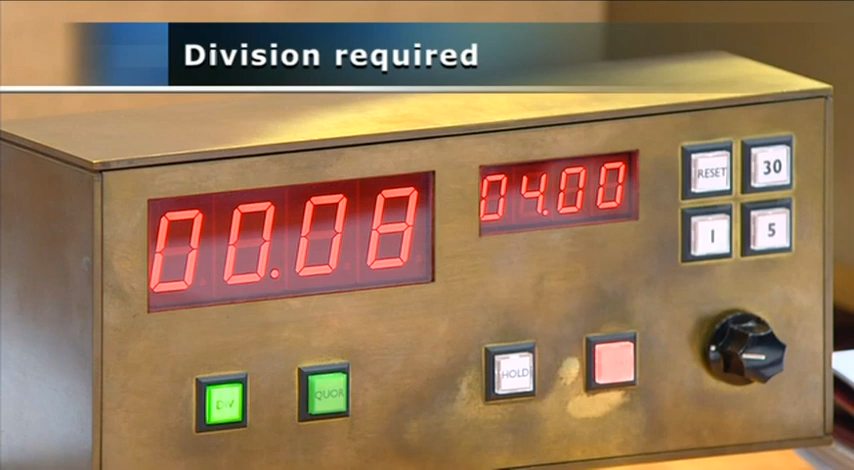 Division required
00.08
04.00
RESET 30
1 5
DIV
QUOR
HOLD